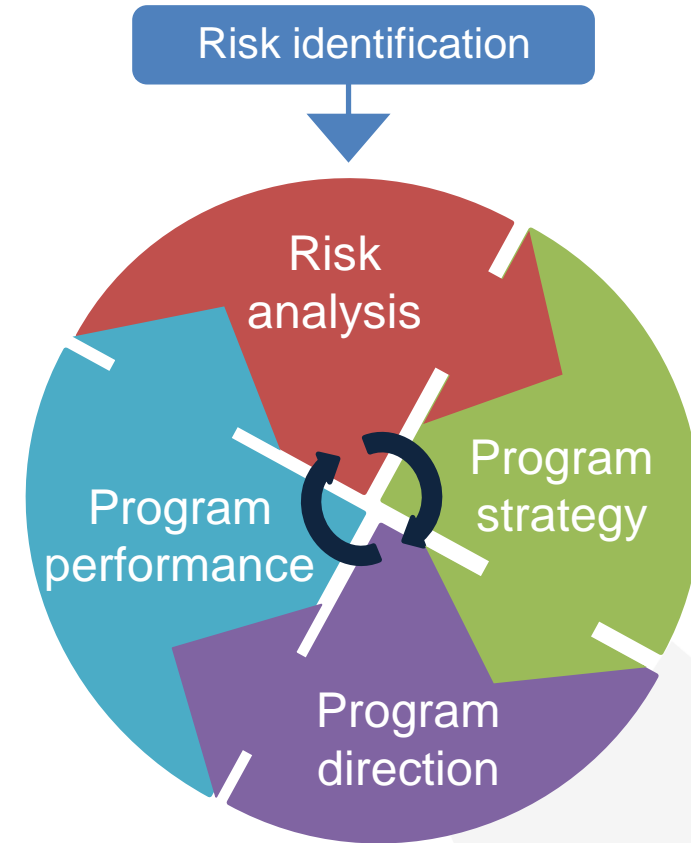 Risk identification
Risk
analysis
Program
strategy
Program
performance
Program
direction